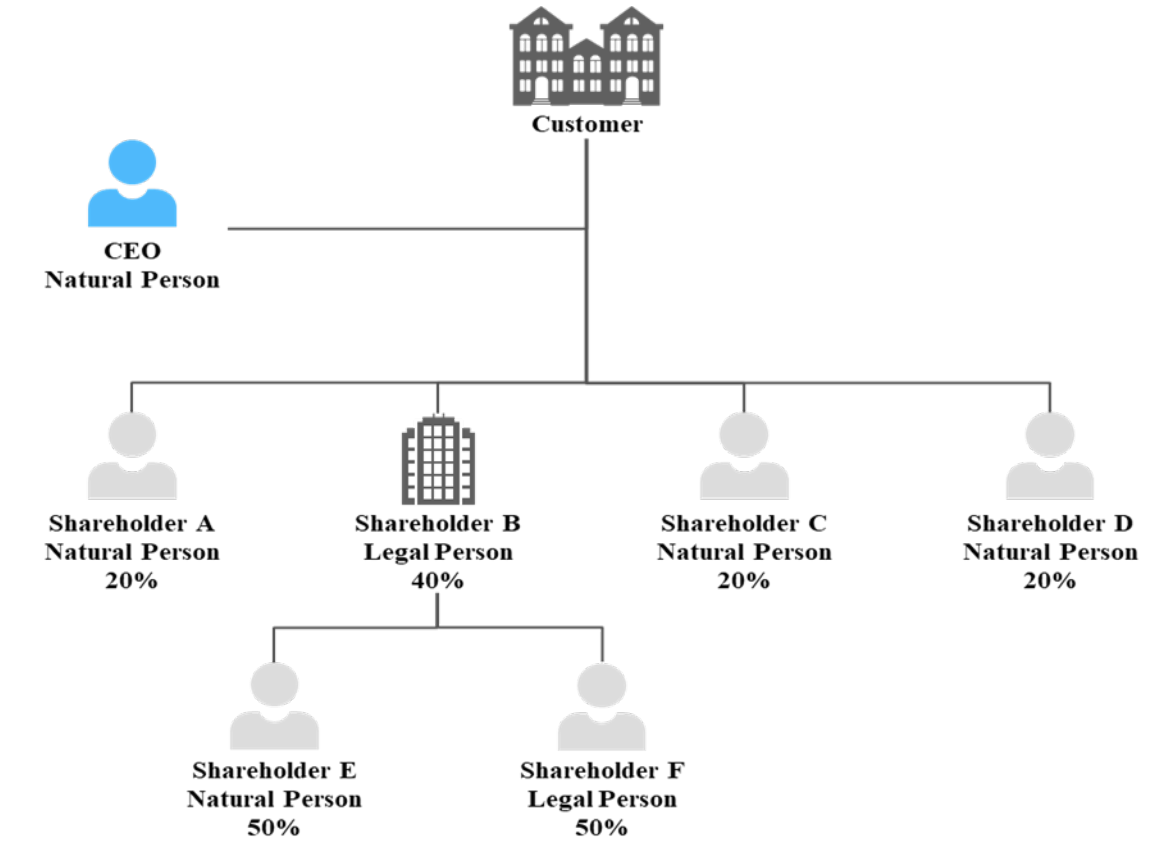 Customer
CEO
Natural Person
Shareholder A
Natural Person
20%
Shareholder B
Legal Person
40%
Shareholder C
Natural Person
20%
Shareholder D
Natural Person
20%
Shareholder E
Natural Person
50%
Shareholder F
Legal Person
50%